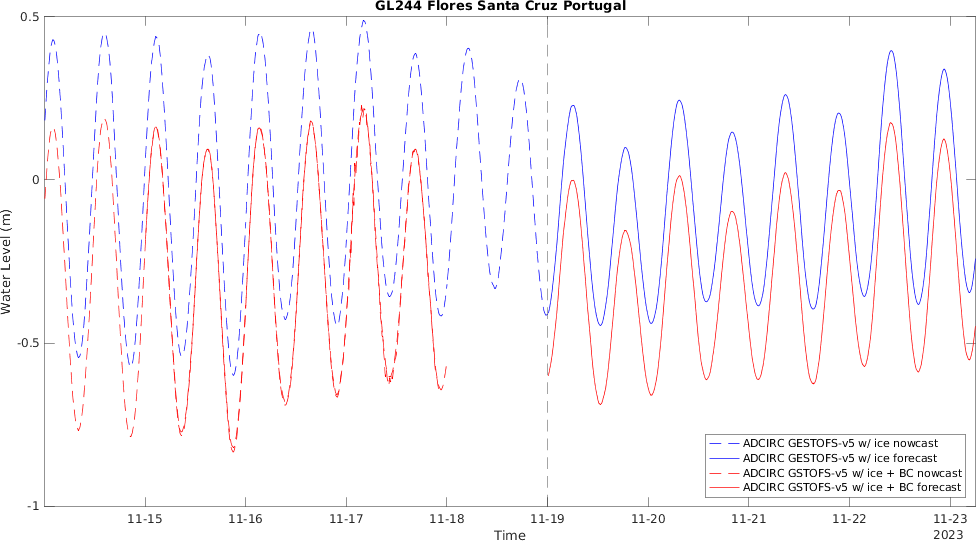 GL244 Flores Santa Cruz Portugal
0.5
0
-0.5
-1
Water Level (m)
ADCIRC GESTOFS-v5 w/ ice nowcast
ADCIRC GESTOFS-v5 w/ ice forecast
ADCIRC GSTOFS-v5 w/ ice + BC nowcast
ADCIRC GSTOFS-v5 w/ ice + BC forecast
11-15 11-16 11-17 11-18 11-19 11-20 11-21 11-22 11-23
Time 2023